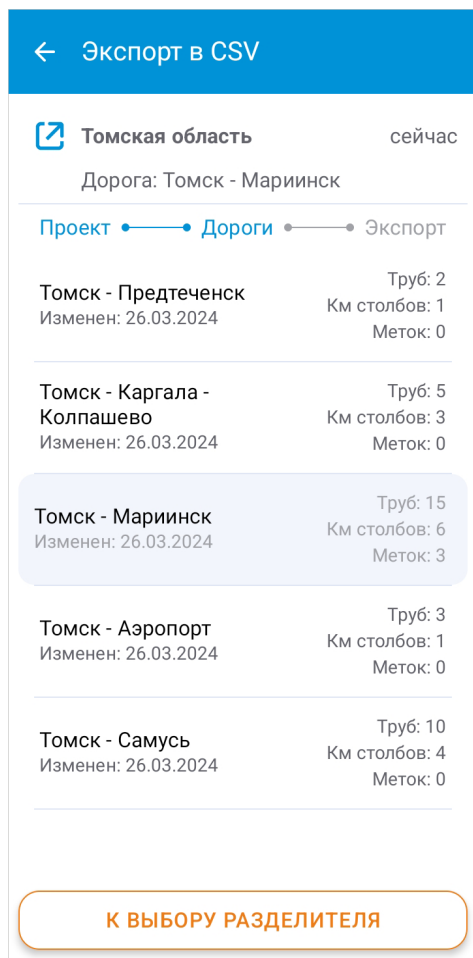 Экспорт в CSV
Томская область сейчас
Дорога: Томск - Мариинск
Проект Дороги Экспорт
Томск - Предтеченск
Изменен: 26.03.2024
Труб: 2
Км столбов: 1
Меток: 0
Томск - Каргала -
Колпашево
Изменен: 26.03.2024
Труб: 5
Км столбов: 3
Меток: 0
Томск - Мариинск
Изменен: 26.03.2024
Труб: 15
Км столбов: 6
Меток: 3
Томск - Аэропорт
Изменен: 26.03.2024
Труб: 3
Км столбов: 1
Меток: 0
Томск - Самусь
Изменен: 26.03.2024
Труб: 10
Км столбов: 4
Меток: 0
К ВЫБОРУ РАЗДЕЛИТЕЛЯ